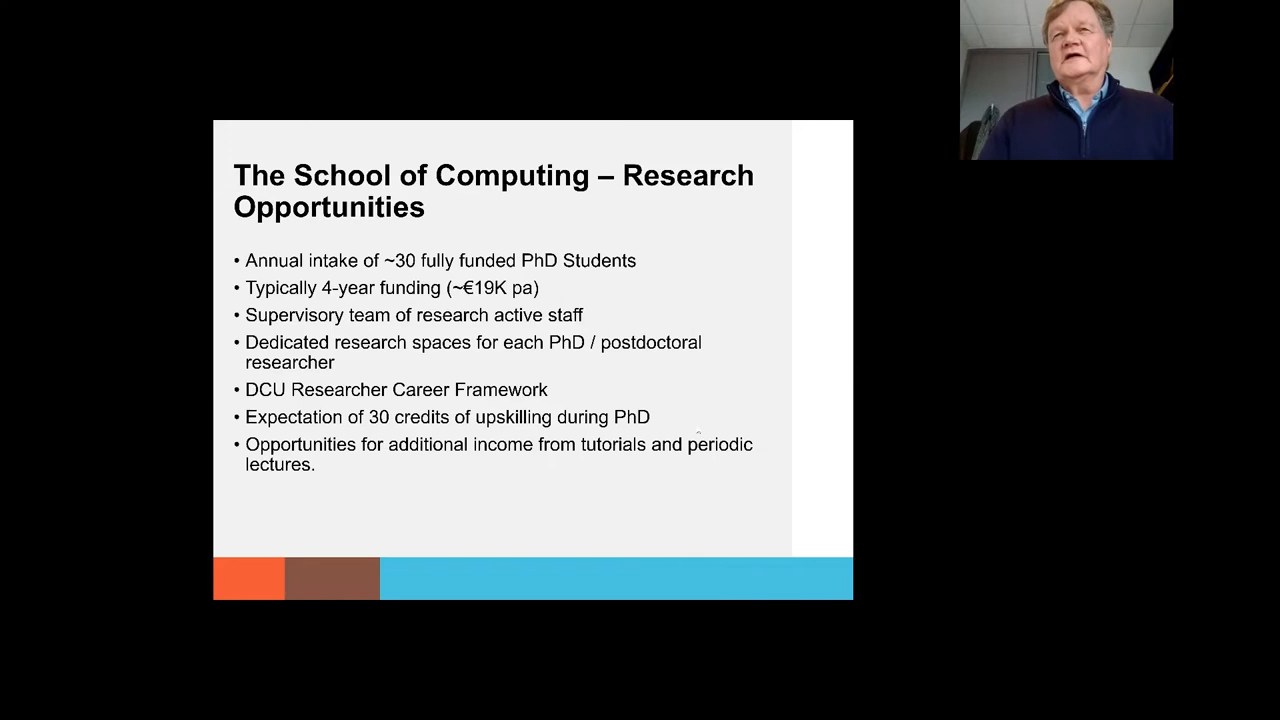 The School of Computing – Research
Opportunities
• Annual intake of ~30 fully funded PhD Students
• Typically 4-year funding (~€19K pa)
• Supervisory team of research active staff
• Dedicated research spaces for each PhD / postdoctoral
researcher
• DCU Researcher Career Framework
• Expectation of 30 credits of upskilling during PhD
• Opportunities for additional income from tutorials and periodic
lectures.